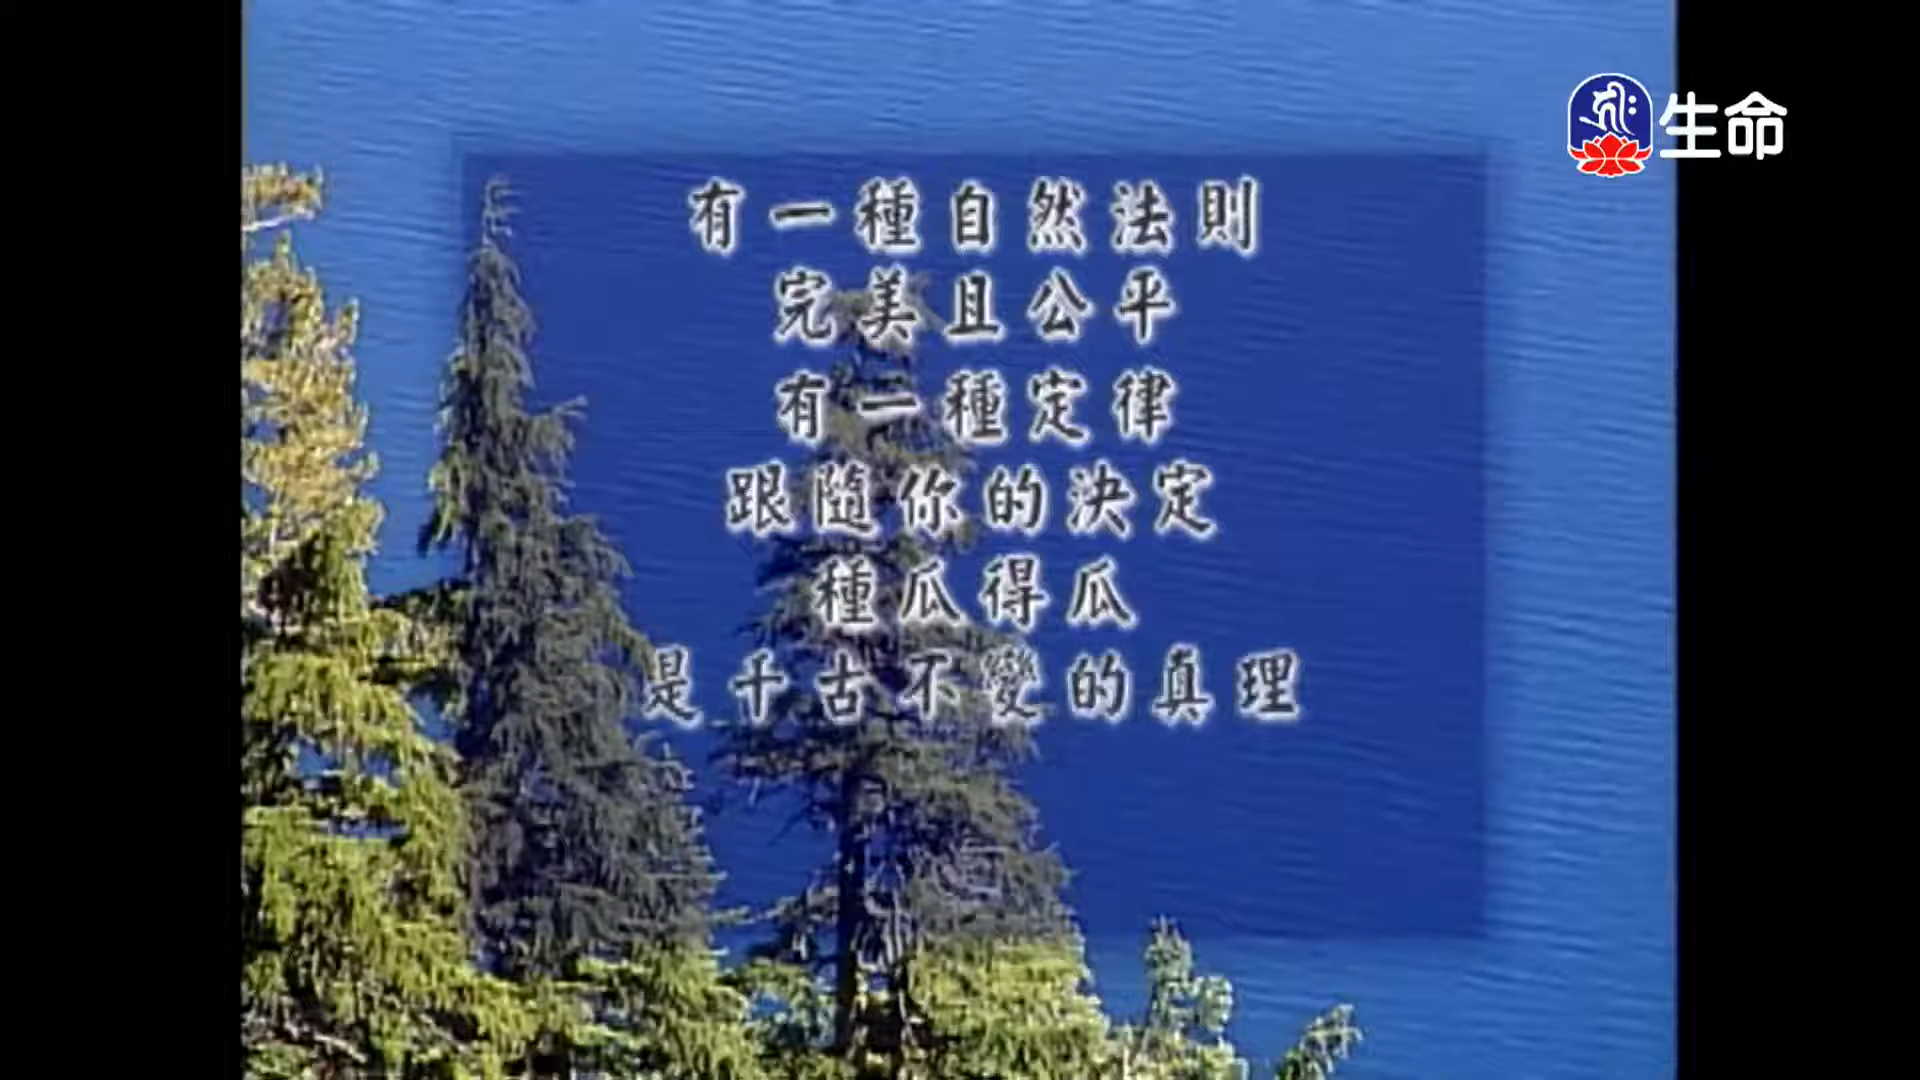 生命
有一種自然法則
完美且公平
有一種定律
跟隨你的決定
種瓜得瓜
是千古不變的真理